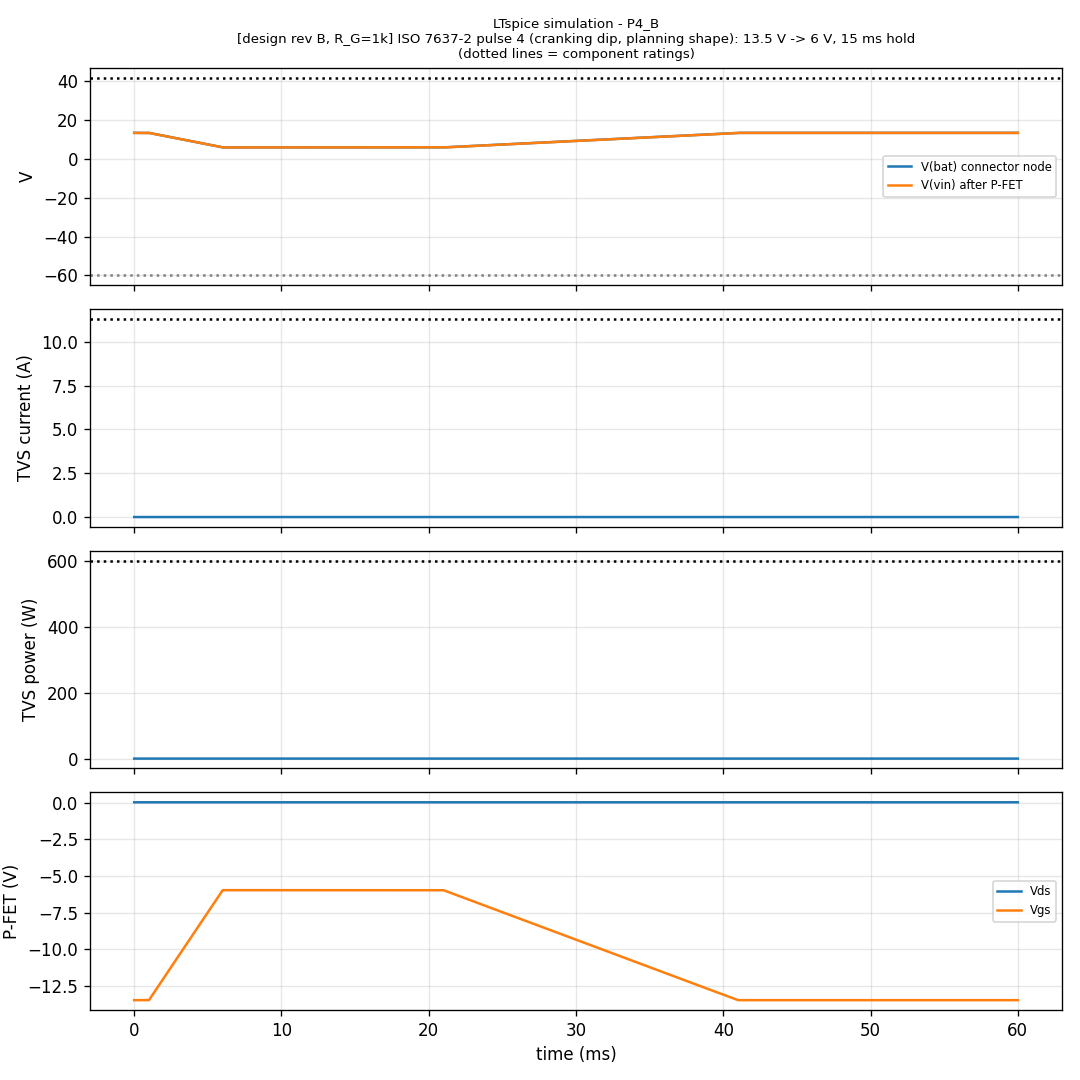 LTspice simulation - P4_B
[design rev B, R_G=1k] ISO 7637-2 pulse 4 (cranking dip, planning shape): 13.5 V -> 6 V, 15 ms hold
(dotted lines = component ratings)
40
20
0
−20
−40
−60
V
V(bat) connector node
V(vin) after P-FET
10.0
7.5
5.0
2.5
0.0
TVS current (A)
600
400
200
0
TVS power (W)
0.0
−2.5
−5.0
−7.5
−10.0
−12.5
P-FET (V)
Vds
Vgs
0
10
20
30
40
50
60
time (ms)